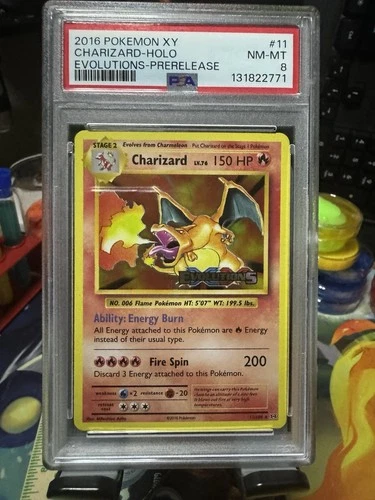 2016 POKEMON XY #11
CHARIZARD-HOLO NM-MT
EVOLUTIONS-PRERELEASE 8
PSA 131822771
STAGE 2 Evolves from Charmeleon Put Charizard on the Stage 1 Pokémon
Charizard LV.76 150 HP
EVOLUTIONS
NO. 006 Flame Pokémon HT: 5'07" WT: 199.5 lbs.
Ability: Energy Burn
All Energy attached to this Pokémon are Energy
instead of their usual type.
Fire Spin 200
Discard 3 Energy attached to this Pokémon.
weakness ×2 resistance -20
retreat cost
©2016 Pokémon